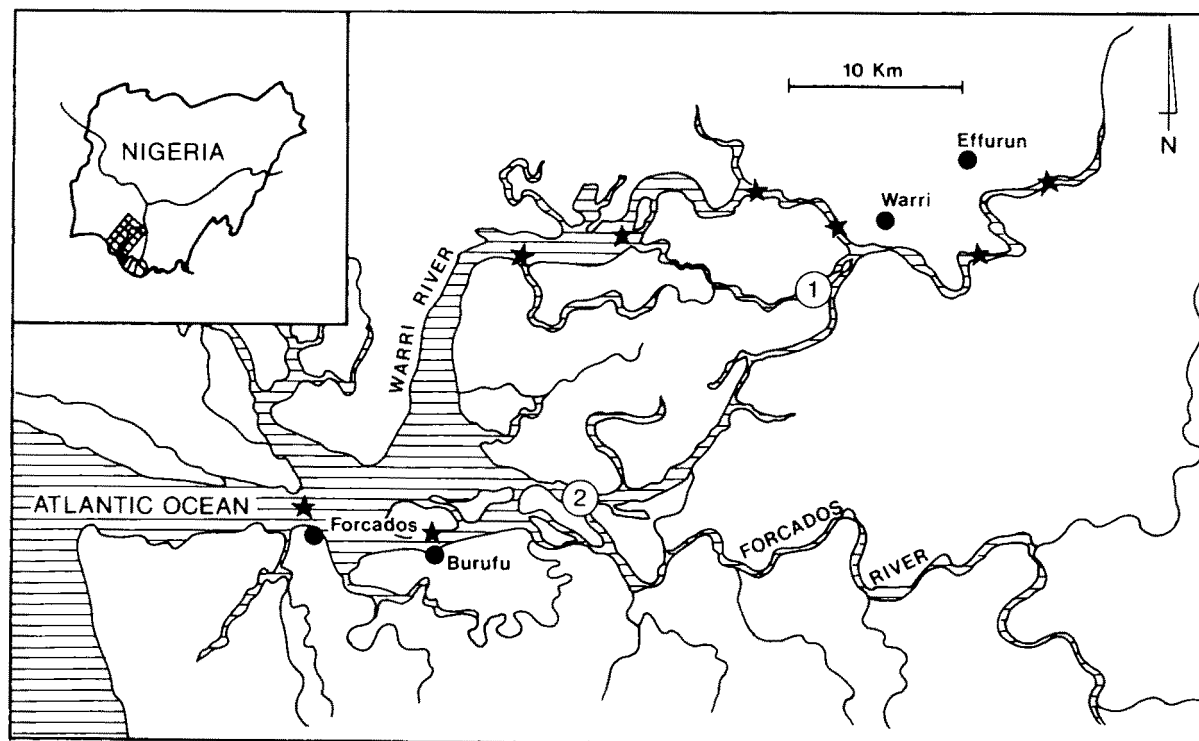 NIGERIA
10 Km
N
Effurun
Warri
1
WARRI RIVER
2
ATLANTIC OCEAN
Forcados
Burufu
FORCADOS
RIVER